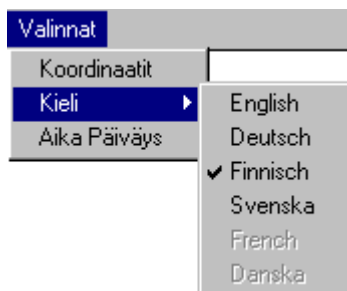 Valinnat
Koordinaatit
Kieli
Aika Päiväys
English
Deutsch
Finnisch
Svenska
French
Danska